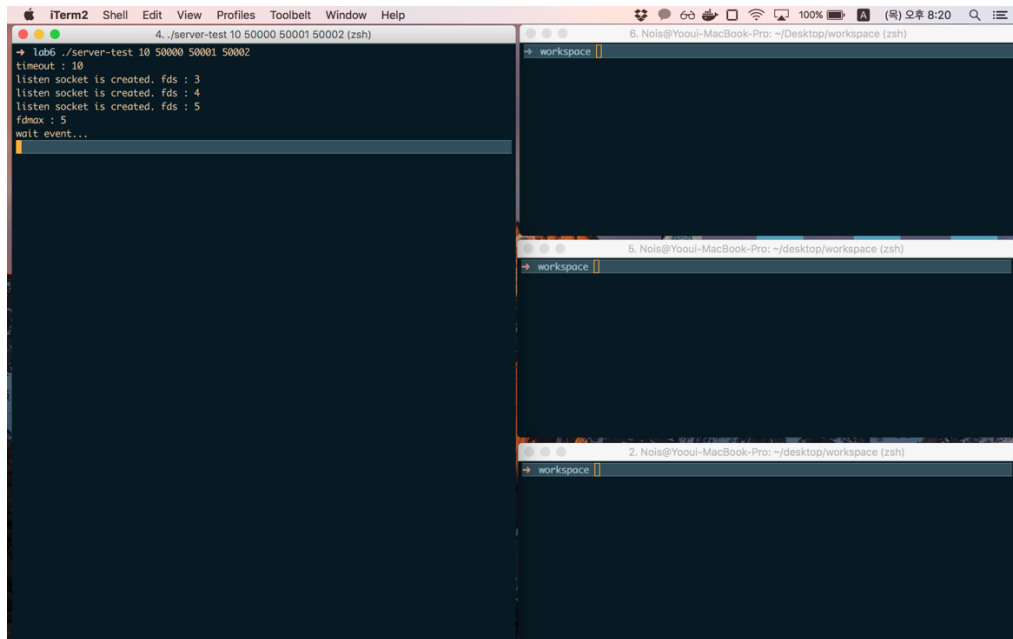 iTerm2 Shell Edit View Profiles Toolbelt Window Help 100% A (목) 오후 8:20
4. ./server-test 10 50000 50001 50002 (zsh)
→ lab6 ./server-test 10 50000 50001 50002
timeout : 10
listen socket is created. fds : 3
listen socket is created. fds : 4
listen socket is created. fds : 5
fdmax : 5
wait event...
6. Nois@Yooui-MacBook-Pro: ~/Desktop/workspace (zsh)
→ workspace
5. Nois@Yooui-MacBook-Pro: ~/desktop/workspace (zsh)
→ workspace
2. Nois@Yooui-MacBook-Pro: ~/desktop/workspace (zsh)
→ workspace